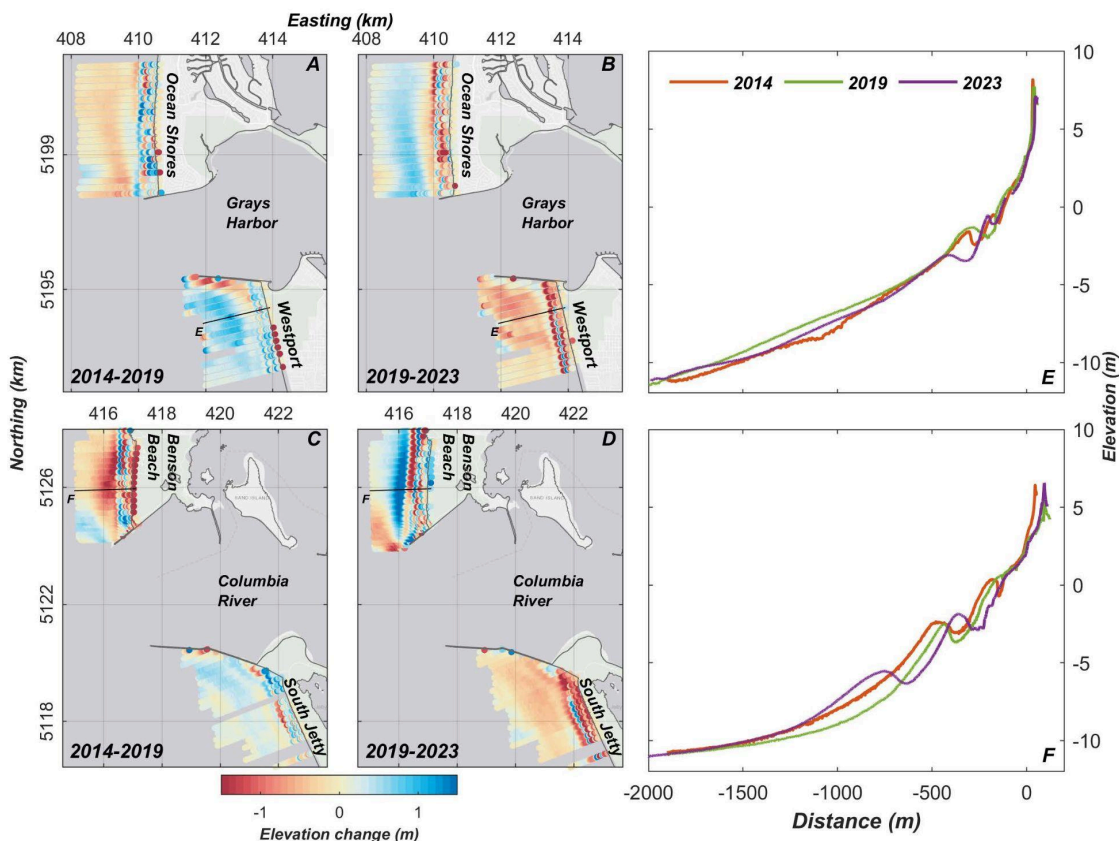 Easting (km)
408 410 412 414
408 410 412 414
A
Ocean Shores
5199
Grays
Harbor
5195
E
Westport
2014-2019
B
Ocean Shores
Grays
Harbor
E
Westport
2019-2023
2014 2019 2023
10
5
0
-5
-10
E
Northing (km)
Elevation (m)
416 418 420 422
416 418 420 422
C
Benson
Beach
5126
F
SAND ISLAND
5122
Columbia
River
5118
South Jetty
2014-2019
D
Benson
Beach
F
SAND ISLAND
Columbia
River
South Jetty
2019-2023
10
5
0
-5
-10
F
-2000 -1500 -1000 -500 0
Distance (m)
-1 0 1
Elevation change (m)